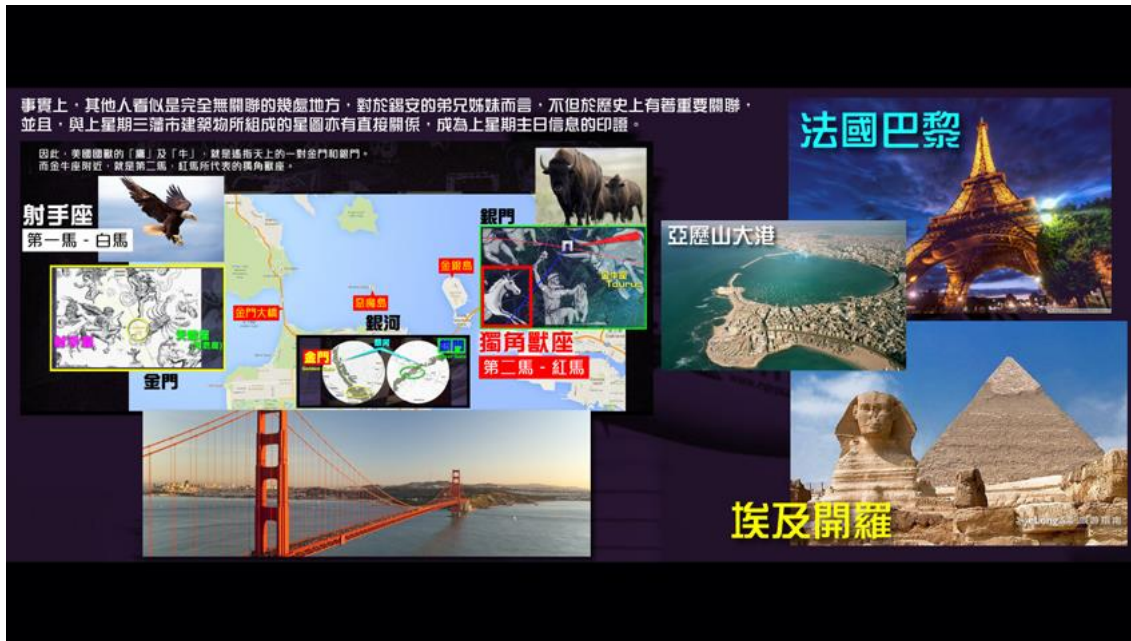 事實上，其他人看似是完全無關聯的幾處地方，對於錫安的弟兄姊妹而言，不但於歷史上有著重要關聯，
並且，與上星期三藩市建築物所組成的星圖亦有直接關係，成為上星期主日信息的印證。
因此，美國國獸的「鷹」及「牛」，就是遙指天上的一對金門和銀門。
而金牛座附近，就是第二馬，紅馬所代表的獨角獸座。
射手座
第一馬 - 白馬
射手座
金門
金門大橋
惡魔島
金銀島
銀河
金門
銀河
銀門
金牛座
Taurus
獨角獸座
第二馬 - 紅馬
亞歷山大港
法國巴黎
埃及開羅